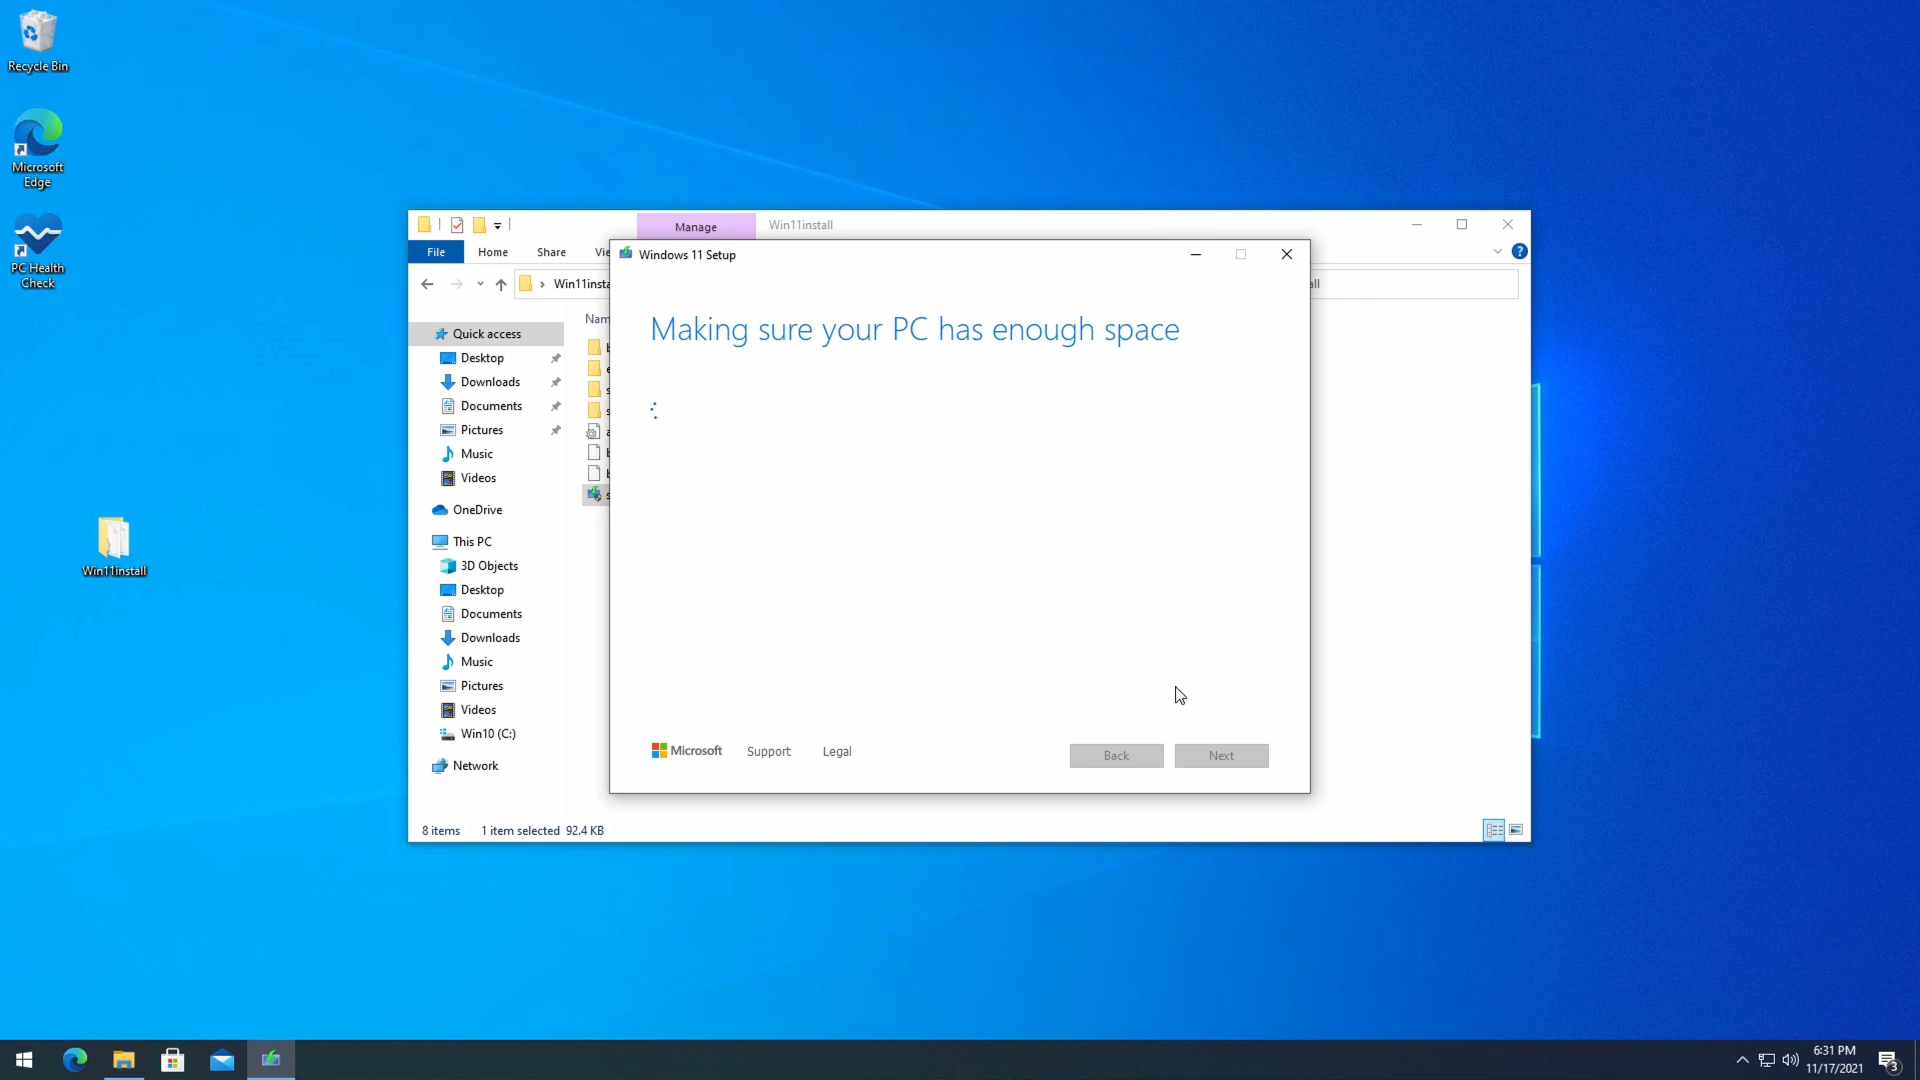 Recycle Bin
Microsoft
Edge
PC Health
Check
Win11install
Manage
Win11install
File
Home
Share
Windows 11 Setup
Quick access
Desktop
Downloads
Documents
Pictures
Music
Videos
OneDrive
This PC
3D Objects
Desktop
Documents
Downloads
Music
Pictures
Videos
Win10 (C:)
Network
8 items
1 item selected 92.4 KB
Making sure your PC has enough space
Microsoft
Support
Legal
Back
Next
6:31 PM
11/17/2021
3